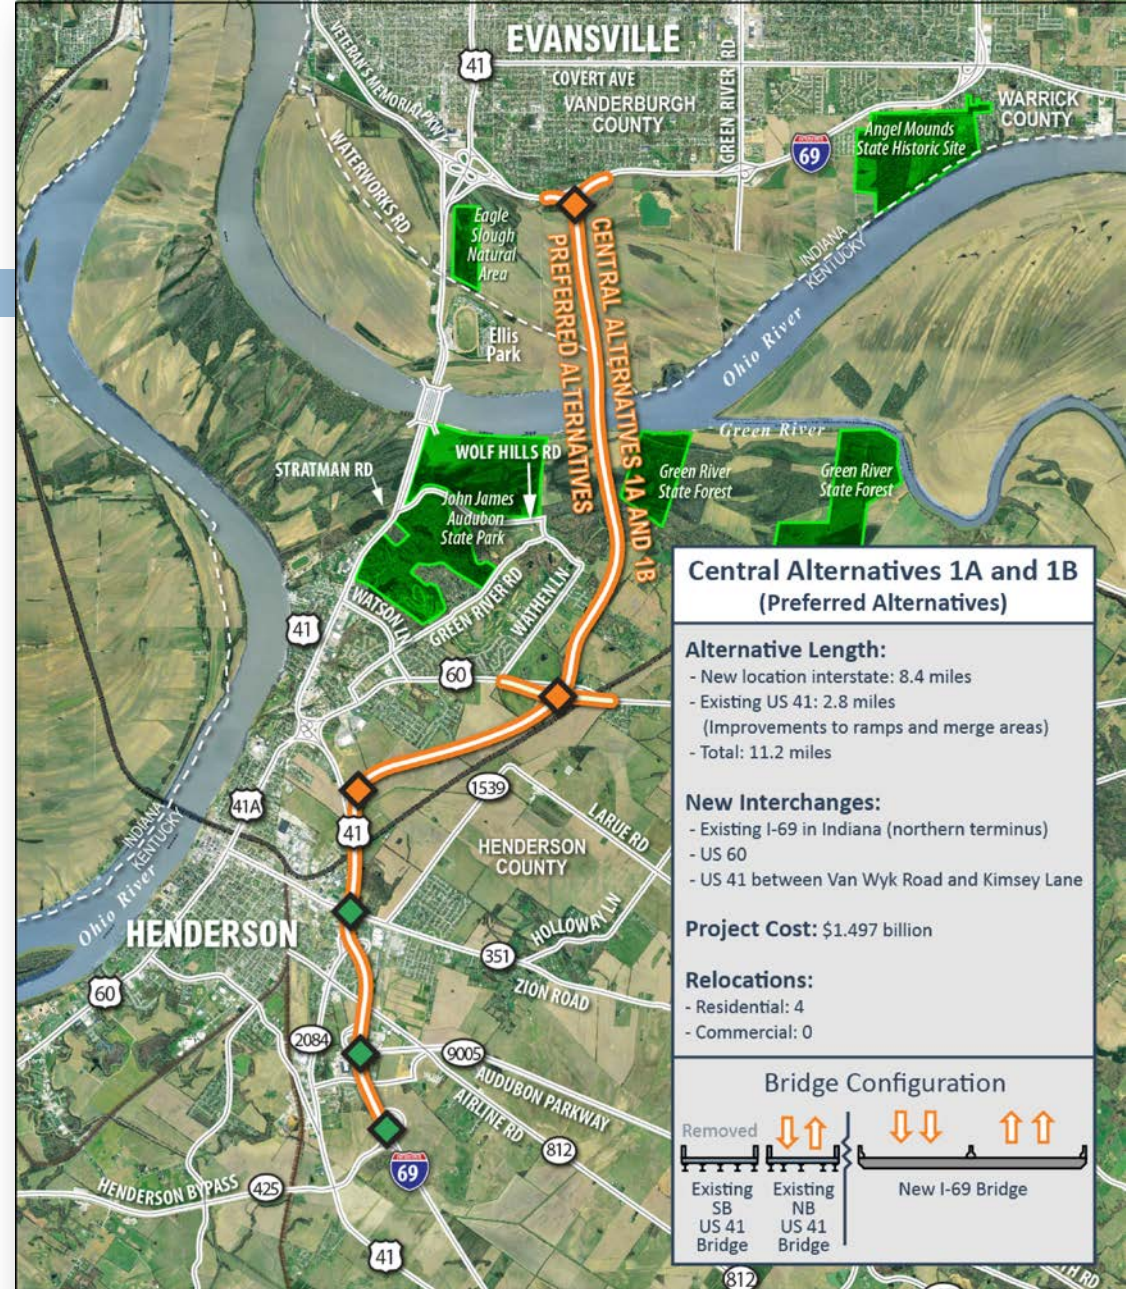 EVANSVILLE
41
COVERT AVE
VETERAN'S MEMORIAL PKWY
VANDERBURGH
COUNTY
GREEN RIVER RD
WARRICK
COUNTY
Angel Mounds
State Historic Site
69
WATERWORKS RD
Eagle
Slough
Natural
Area
CENTRAL ALTERNATIVES 1A AND 1B
PREFERRED ALTERNATIVES
INDIANA
KENTUCKY
Ohio River
Ellis
Park
Green River
STRATMAN RD
WOLF HILLS RD
John James
Audubon
State Park
Green River
State Forest
Green River
State Forest
WATSON LN
GREEN RIVER RD
WATHEN LN
41
60
41A
41
1539
LARUE RD
HENDERSON
COUNTY
INDIANA
KENTUCKY
Ohio River
HENDERSON
HOLLOWAY LN
351
ZION ROAD
60
2084
9005
AUDUBON PARKWAY
AIRLINE RD
812
69
HENDERSON BYPASS
425
41
812
TH RD
Central Alternatives 1A and 1B
(Preferred Alternatives)
Alternative Length:
- New location interstate: 8.4 miles
- Existing US 41: 2.8 miles
(Improvements to ramps and merge areas)
- Total: 11.2 miles
New Interchanges:
- Existing I-69 in Indiana (northern terminus)
- US 60
- US 41 between Van Wyk Road and Kimsey Lane
Project Cost: $1.497 billion
Relocations:
- Residential: 4
- Commercial: 0
Bridge Configuration
Removed
Existing
SB
US 41
Bridge
Existing
NB
US 41
Bridge
New I-69 Bridge